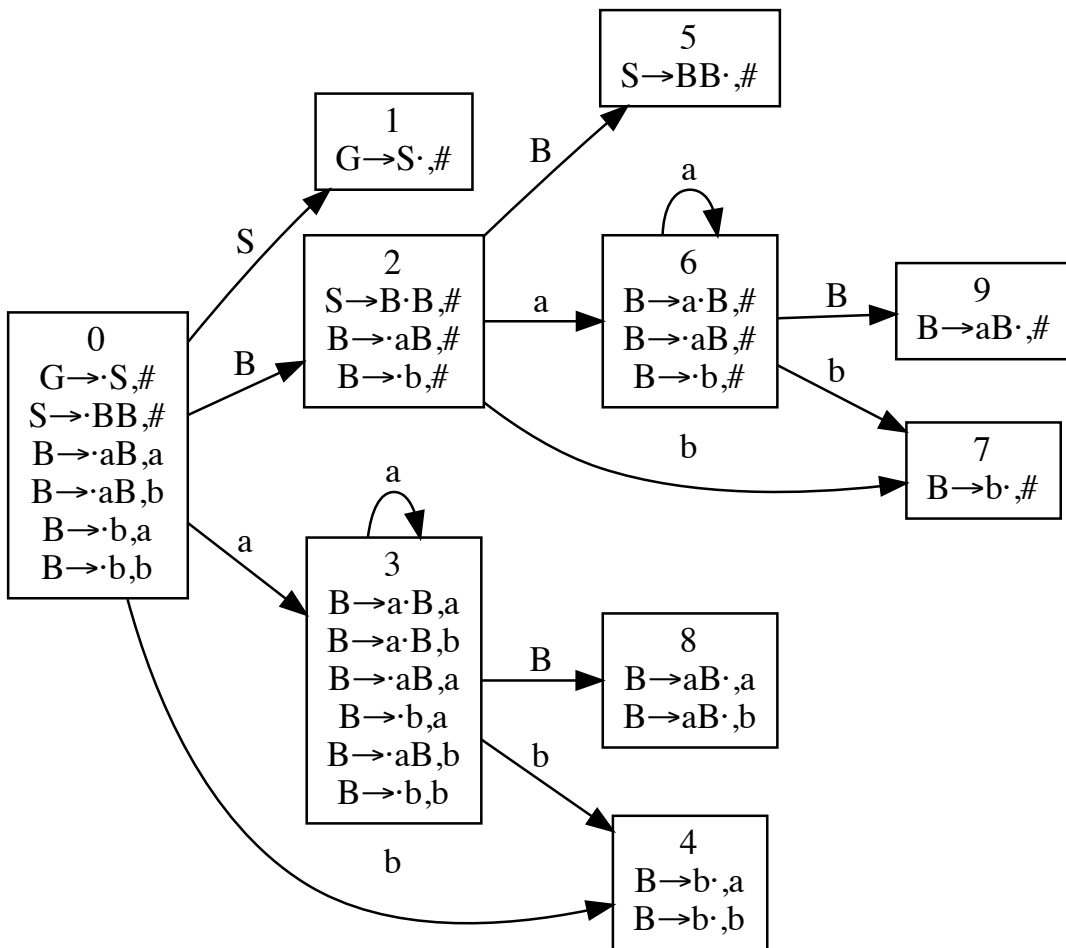 5
S→BB·,#
1
G→S·,#
B
a
S
2
S→B·B,#
B→·aB,#
B→·b,#
a
6
B→a·B,#
B→·aB,#
B→·b,#
B
9
B→aB·,#
0
G→·S,#
S→·BB,#
B→·aB,a
B→·aB,b
B→·b,a
B→·b,b
B
b
b
7
B→b·,#
a
a
3
B→a·B,a
B→a·B,b
B→·aB,a
B→·b,a
B→·aB,b
B→·b,b
B
8
B→aB·,a
B→aB·,b
b
b
4
B→b·,a
B→b·,b